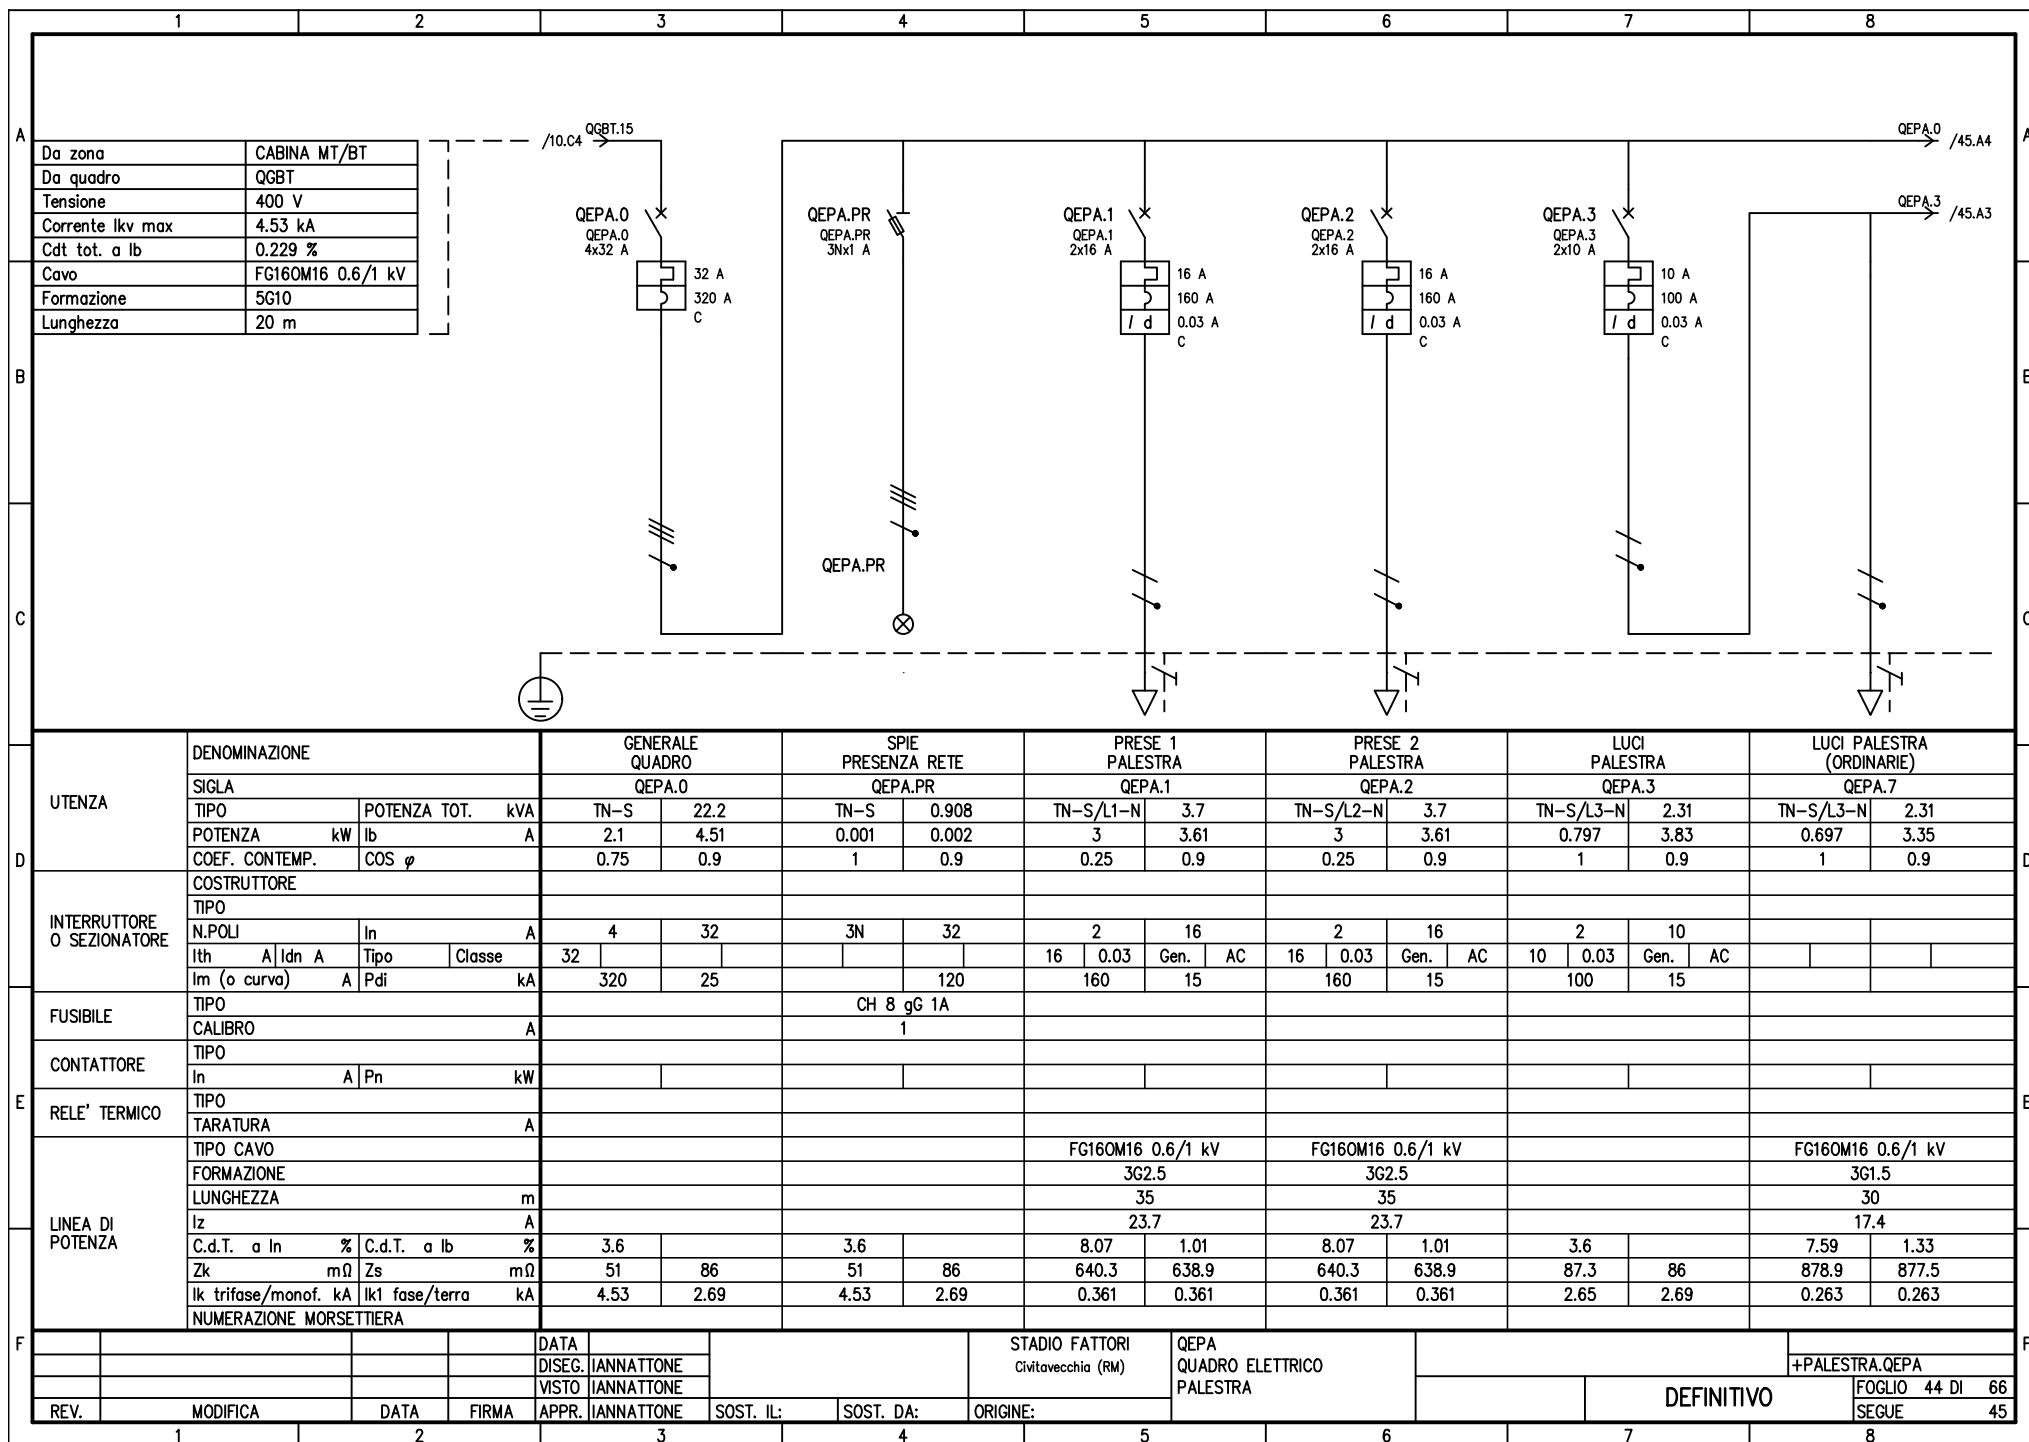 1 2 3 4 5 6 7 8
A A
B B
C C
D D
E E
F F
Da zona CABINA MT/BT
Da quadro QGBT
Tensione 400 V
Corrente Ikv max 4.53 kA
Cdt tot. a Ib 0.229 %
Cavo FG16OM16 0.6/1 kV
Formazione 5G10
Lunghezza 20 m
/10.C4 QGBT.15
QEPA.0 /45.A4
QEPA.3 /45.A3
QEPA.0
QEPA.0
4x32 A
32 A
320 A
C
QEPA.PR
QEPA.PR
3Nx1 A
QEPA.PR
QEPA.1
QEPA.1
2x16 A
16 A
160 A
I d 0.03 A
C
QEPA.2
QEPA.2
2x16 A
16 A
160 A
I d 0.03 A
C
QEPA.3
QEPA.3
2x10 A
10 A
100 A
I d 0.03 A
C
UTENZA
DENOMINAZIONE GENERALE QUADRO SPIE PRESENZA RETE PRESE 1 PALESTRA PRESE 2 PALESTRA LUCI PALESTRA LUCI PALESTRA (ORDINARIE)
SIGLA QEPA.0 QEPA.PR QEPA.1 QEPA.2 QEPA.3 QEPA.7
TIPO POTENZA TOT. kVA TN-S 22.2 TN-S 0.908 TN-S/L1-N 3.7 TN-S/L2-N 3.7 TN-S/L3-N 2.31 TN-S/L3-N 2.31
POTENZA kW Ib A 2.1 4.51 0.001 0.002 3 3.61 3 3.61 0.797 3.83 0.697 3.35
COEF. CONTEMP. COS φ 0.75 0.9 1 0.9 0.25 0.9 0.25 0.9 1 0.9 1 0.9
INTERRUTTORE
O SEZIONATORE
COSTRUTTORE
TIPO
N.POLI In A 4 32 3N 32 2 16 2 16 2 10
Ith A Idn A Tipo Classe 32 16 0.03 Gen. AC 16 0.03 Gen. AC 10 0.03 Gen. AC
Im (o curva) A Pdi kA 320 25 120 160 15 160 15 100 15
FUSIBILE
TIPO CH 8 gG 1A
CALIBRO A 1
CONTATTORE
TIPO
In A Pn kW
RELE' TERMICO
TIPO
TARATURA A
LINEA DI
POTENZA
TIPO CAVO FG16OM16 0.6/1 kV FG16OM16 0.6/1 kV FG16OM16 0.6/1 kV
FORMAZIONE 3G2.5 3G2.5 3G1.5
LUNGHEZZA m 35 35 30
Iz A 23.7 23.7 17.4
C.d.T. a In % C.d.T. a Ib % 3.6 3.6 8.07 1.01 8.07 1.01 3.6 7.59 1.33
Zk mΩ Zs mΩ 51 86 51 86 640.3 638.9 640.3 638.9 87.3 86 878.9 877.5
Ik trifase/monof. kA Ik1 fase/terra kA 4.53 2.69 4.53 2.69 0.361 0.361 0.361 0.361 2.65 2.69 0.263 0.263
NUMERAZIONE MORSETTIERA
REV. MODIFICA DATA FIRMA
DATA
DISEG. IANNATTONE
VISTO IANNATTONE
APPR. IANNATTONE
SOST. IL: SOST. DA: ORIGINE:
STADIO FATTORI
Civitavecchia (RM)
QEPA
QUADRO ELETTRICO
PALESTRA
DEFINITIVO
+PALESTRA.QEPA
FOGLIO 44 DI 66
SEGUE 45
1 2 3 4 5 6 7 8